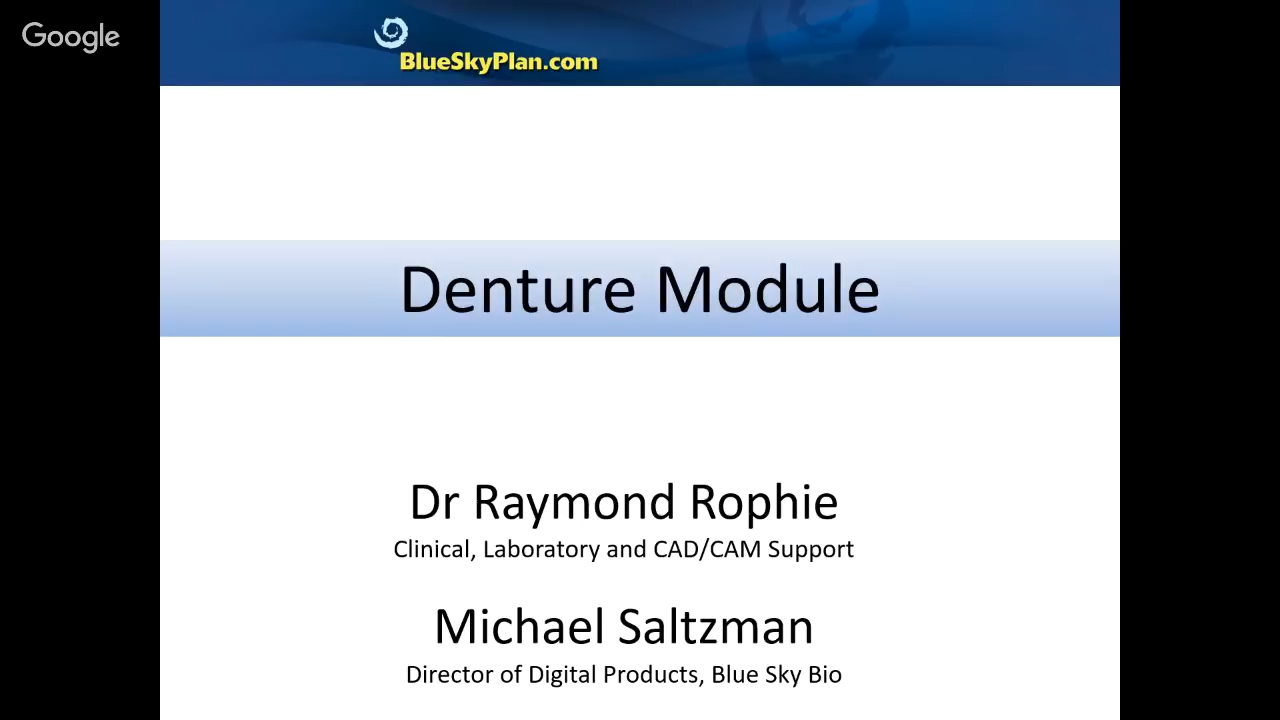 Google
BlueSkyPlan.com
Denture Module
Dr Raymond Rophie
Clinical, Laboratory and CAD/CAM Support
Michael Saltzman
Director of Digital Products, Blue Sky Bio